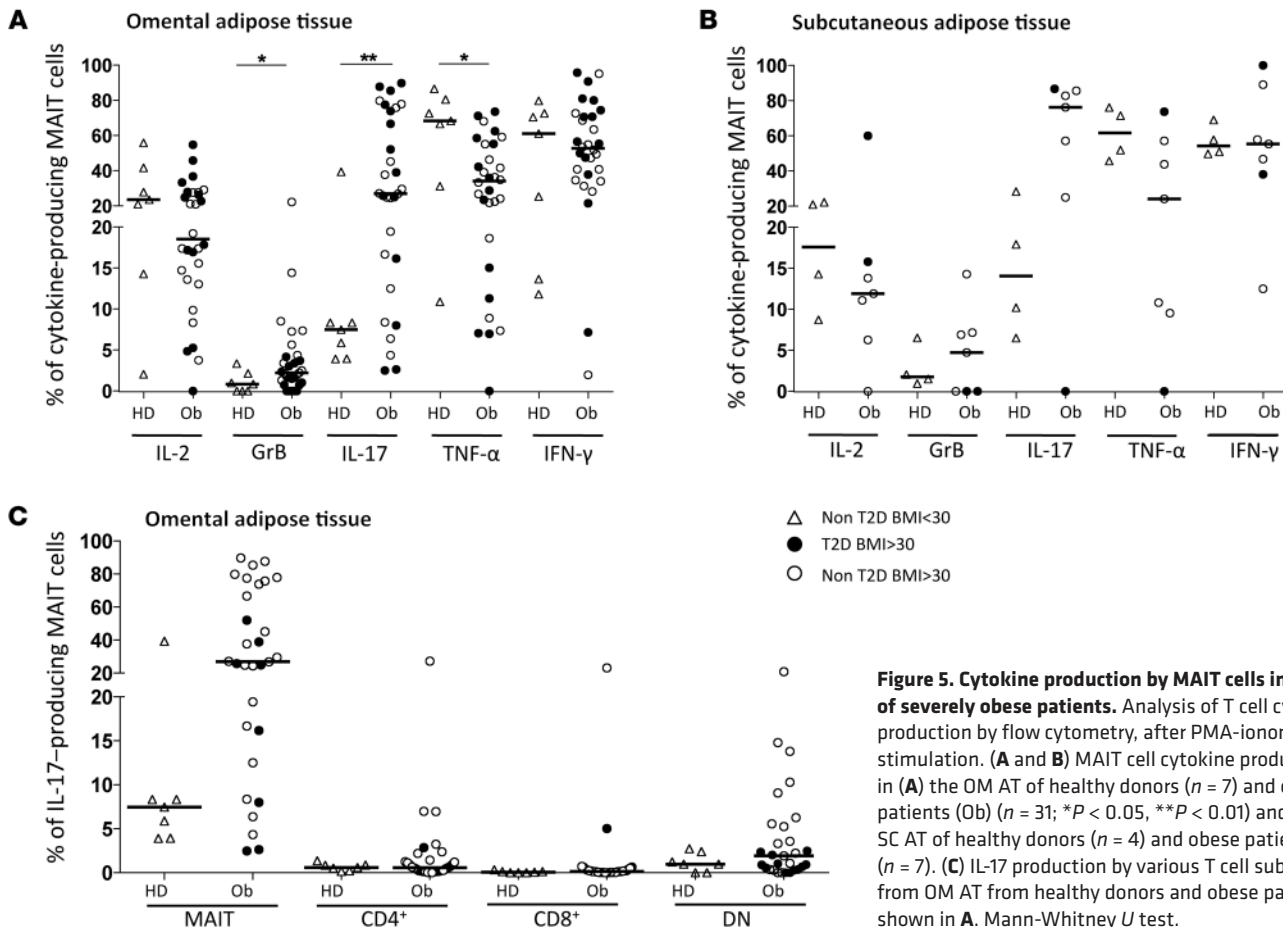 A Omental adipose tissue
% of cytokine-producing MAIT cells
100
80
60
40
20
20
15
10
5
0
* ** *
HD Ob HD Ob HD Ob HD Ob HD Ob
IL-2 GrB IL-17 TNF-α IFN-γ
B Subcutaneous adipose tissue
% of cytokine-producing MAIT cells
100
80
60
40
20
20
15
10
5
0
HD Ob HD Ob HD Ob HD Ob HD Ob
IL-2 GrB IL-17 TNF-α IFN-γ
C Omental adipose tissue
% of IL-17–producing MAIT cells
100
80
60
40
20
20
15
10
5
0
HD Ob HD Ob HD Ob HD Ob
MAIT CD4+ CD8+ DN
Non T2D BMI<30
T2D BMI>30
Non T2D BMI>30
Figure 5. Cytokine production by MAIT cells in
of severely obese patients. Analysis of T cell cy
production by flow cytometry, after PMA-ionor
stimulation. (A and B) MAIT cell cytokine produ
in (A) the OM AT of healthy donors (n = 7) and
patients (Ob) (n = 31; *P < 0.05, **P < 0.01) and
SC AT of healthy donors (n = 4) and obese patie
(n = 7). (C) IL-17 production by various T cell sub
from OM AT from healthy donors and obese pa
shown in A. Mann-Whitney U test.